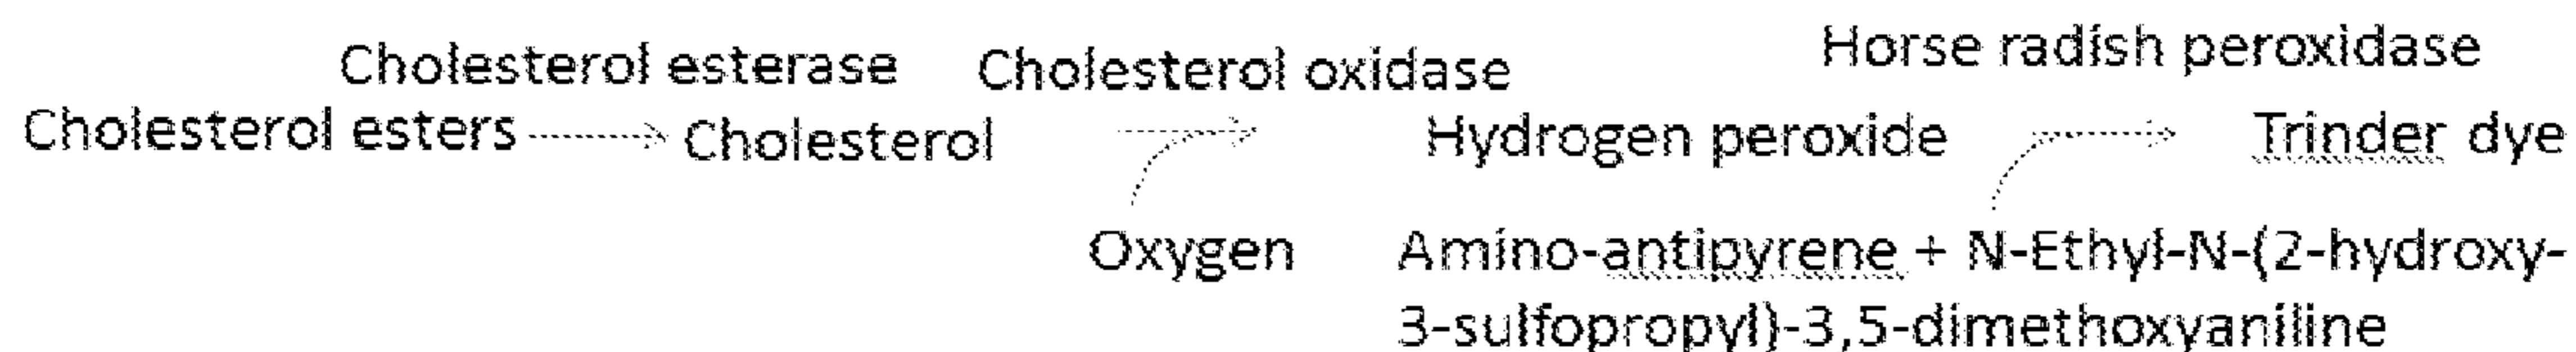 Cholesterol esterase Cholesterol oxidase Horse radish peroxidase
Cholesterol esters Cholesterol Hydrogen peroxide Trinder dye
Oxygen Amino-antipyrene + N-Ethyl-N-(2-hydroxy-
3-sulfopropyl)-3,5-dimethoxyaniline